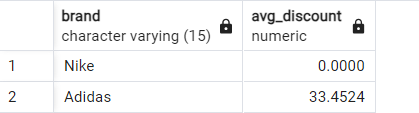 brand avg_discount
character varying (15) numeric
1 Nike 0.0000
2 Adidas 33.4524